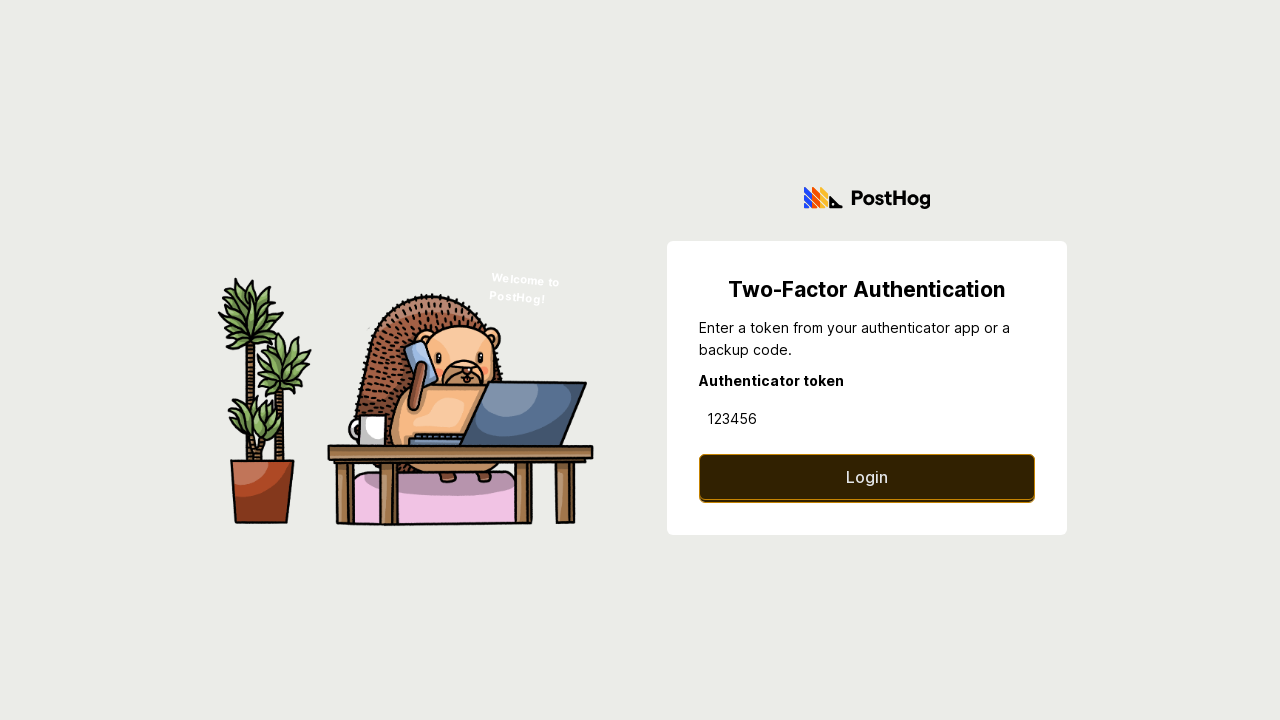 PostHog
Welcome to
PostHog!
Two-Factor Authentication
Enter a token from your authenticator app or a
backup code.
Authenticator token
123456
Login